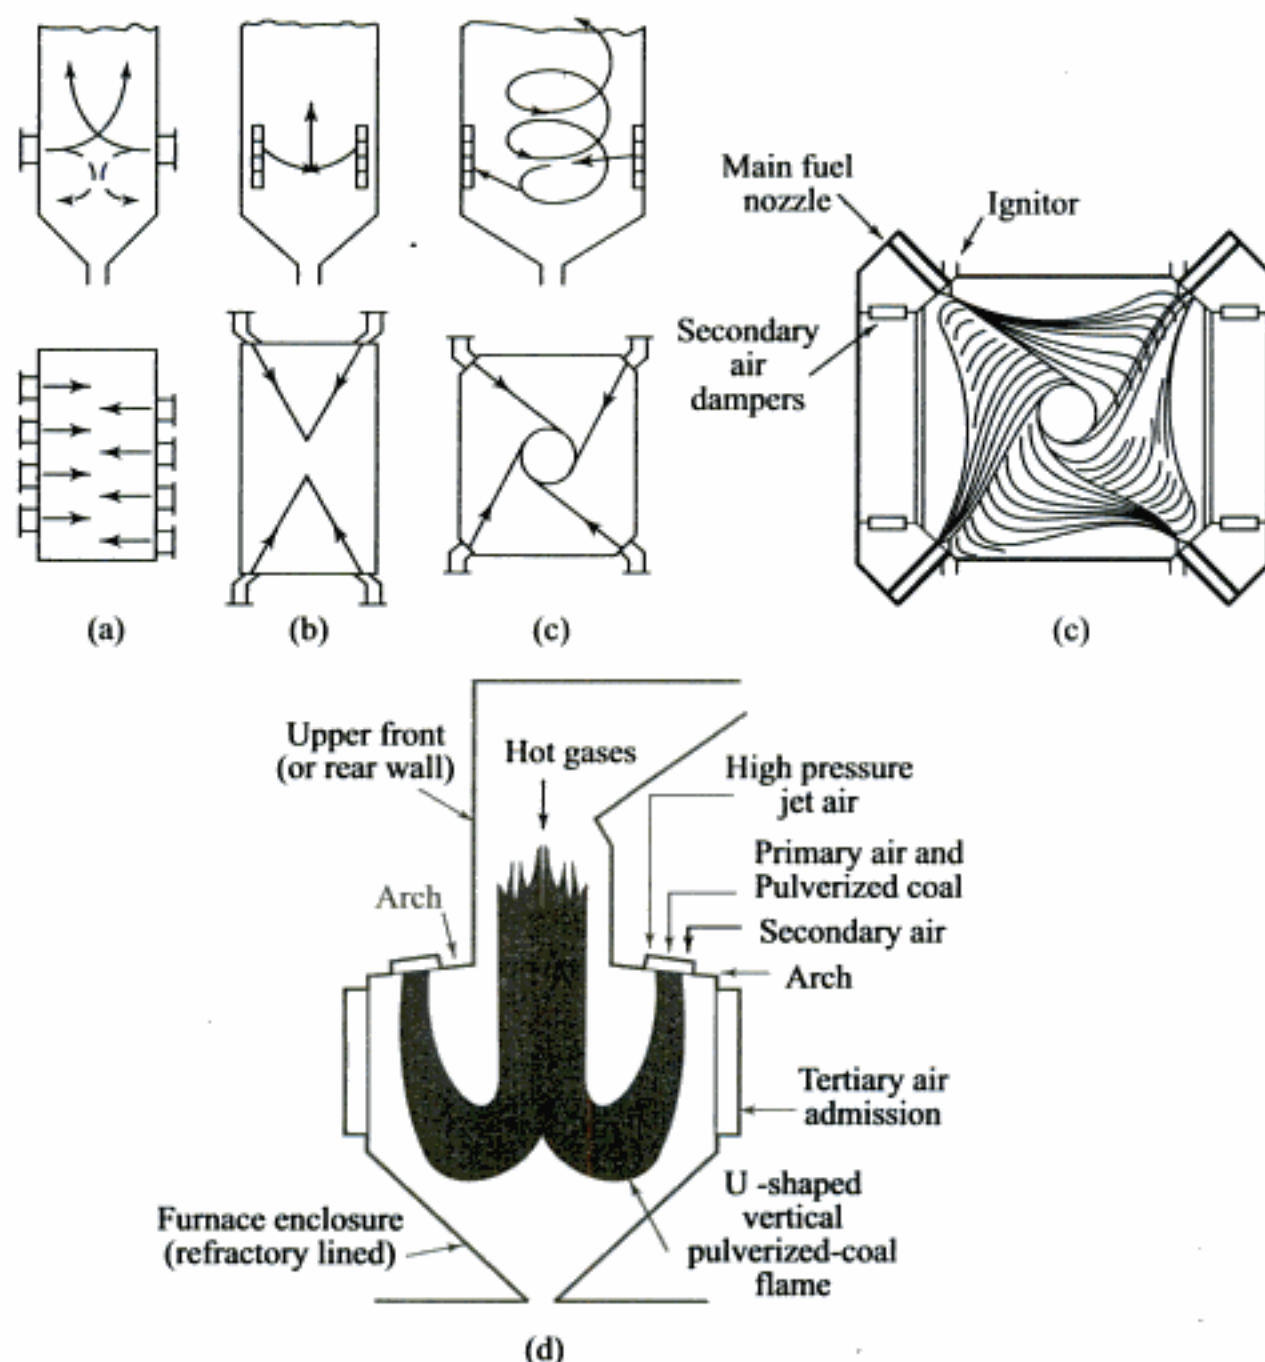 Main fuel
nozzle
Ignitor
Secondary
air
dampers
(a)
(b)
(c)
(c)
Upper front
(or rear wall)
Hot gases
High pressure
jet air
Primary air and
Pulverized coal
Arch
Secondary air
Arch
Tertiary air
admission
Furnace enclosure
(refractory lined)
U -shaped
vertical
pulverized-coal
flame
(d)